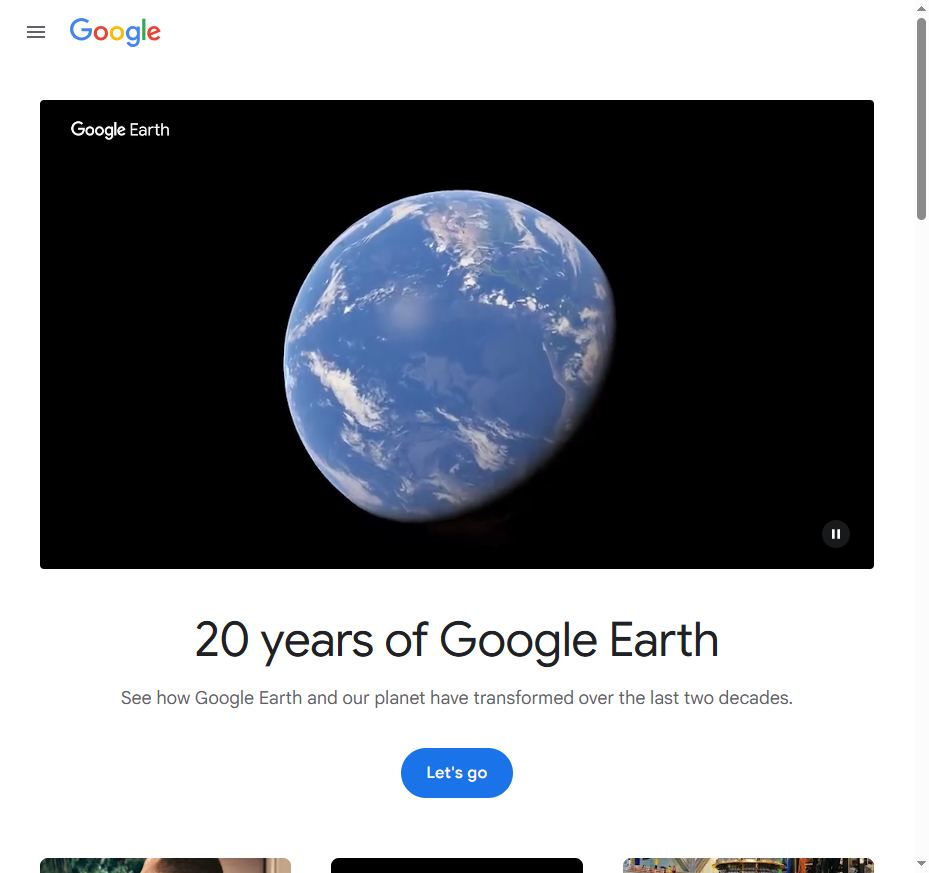 Google
Google Earth
20 years of Google Earth
See how Google Earth and our planet have transformed over the last two decades.
Let's go